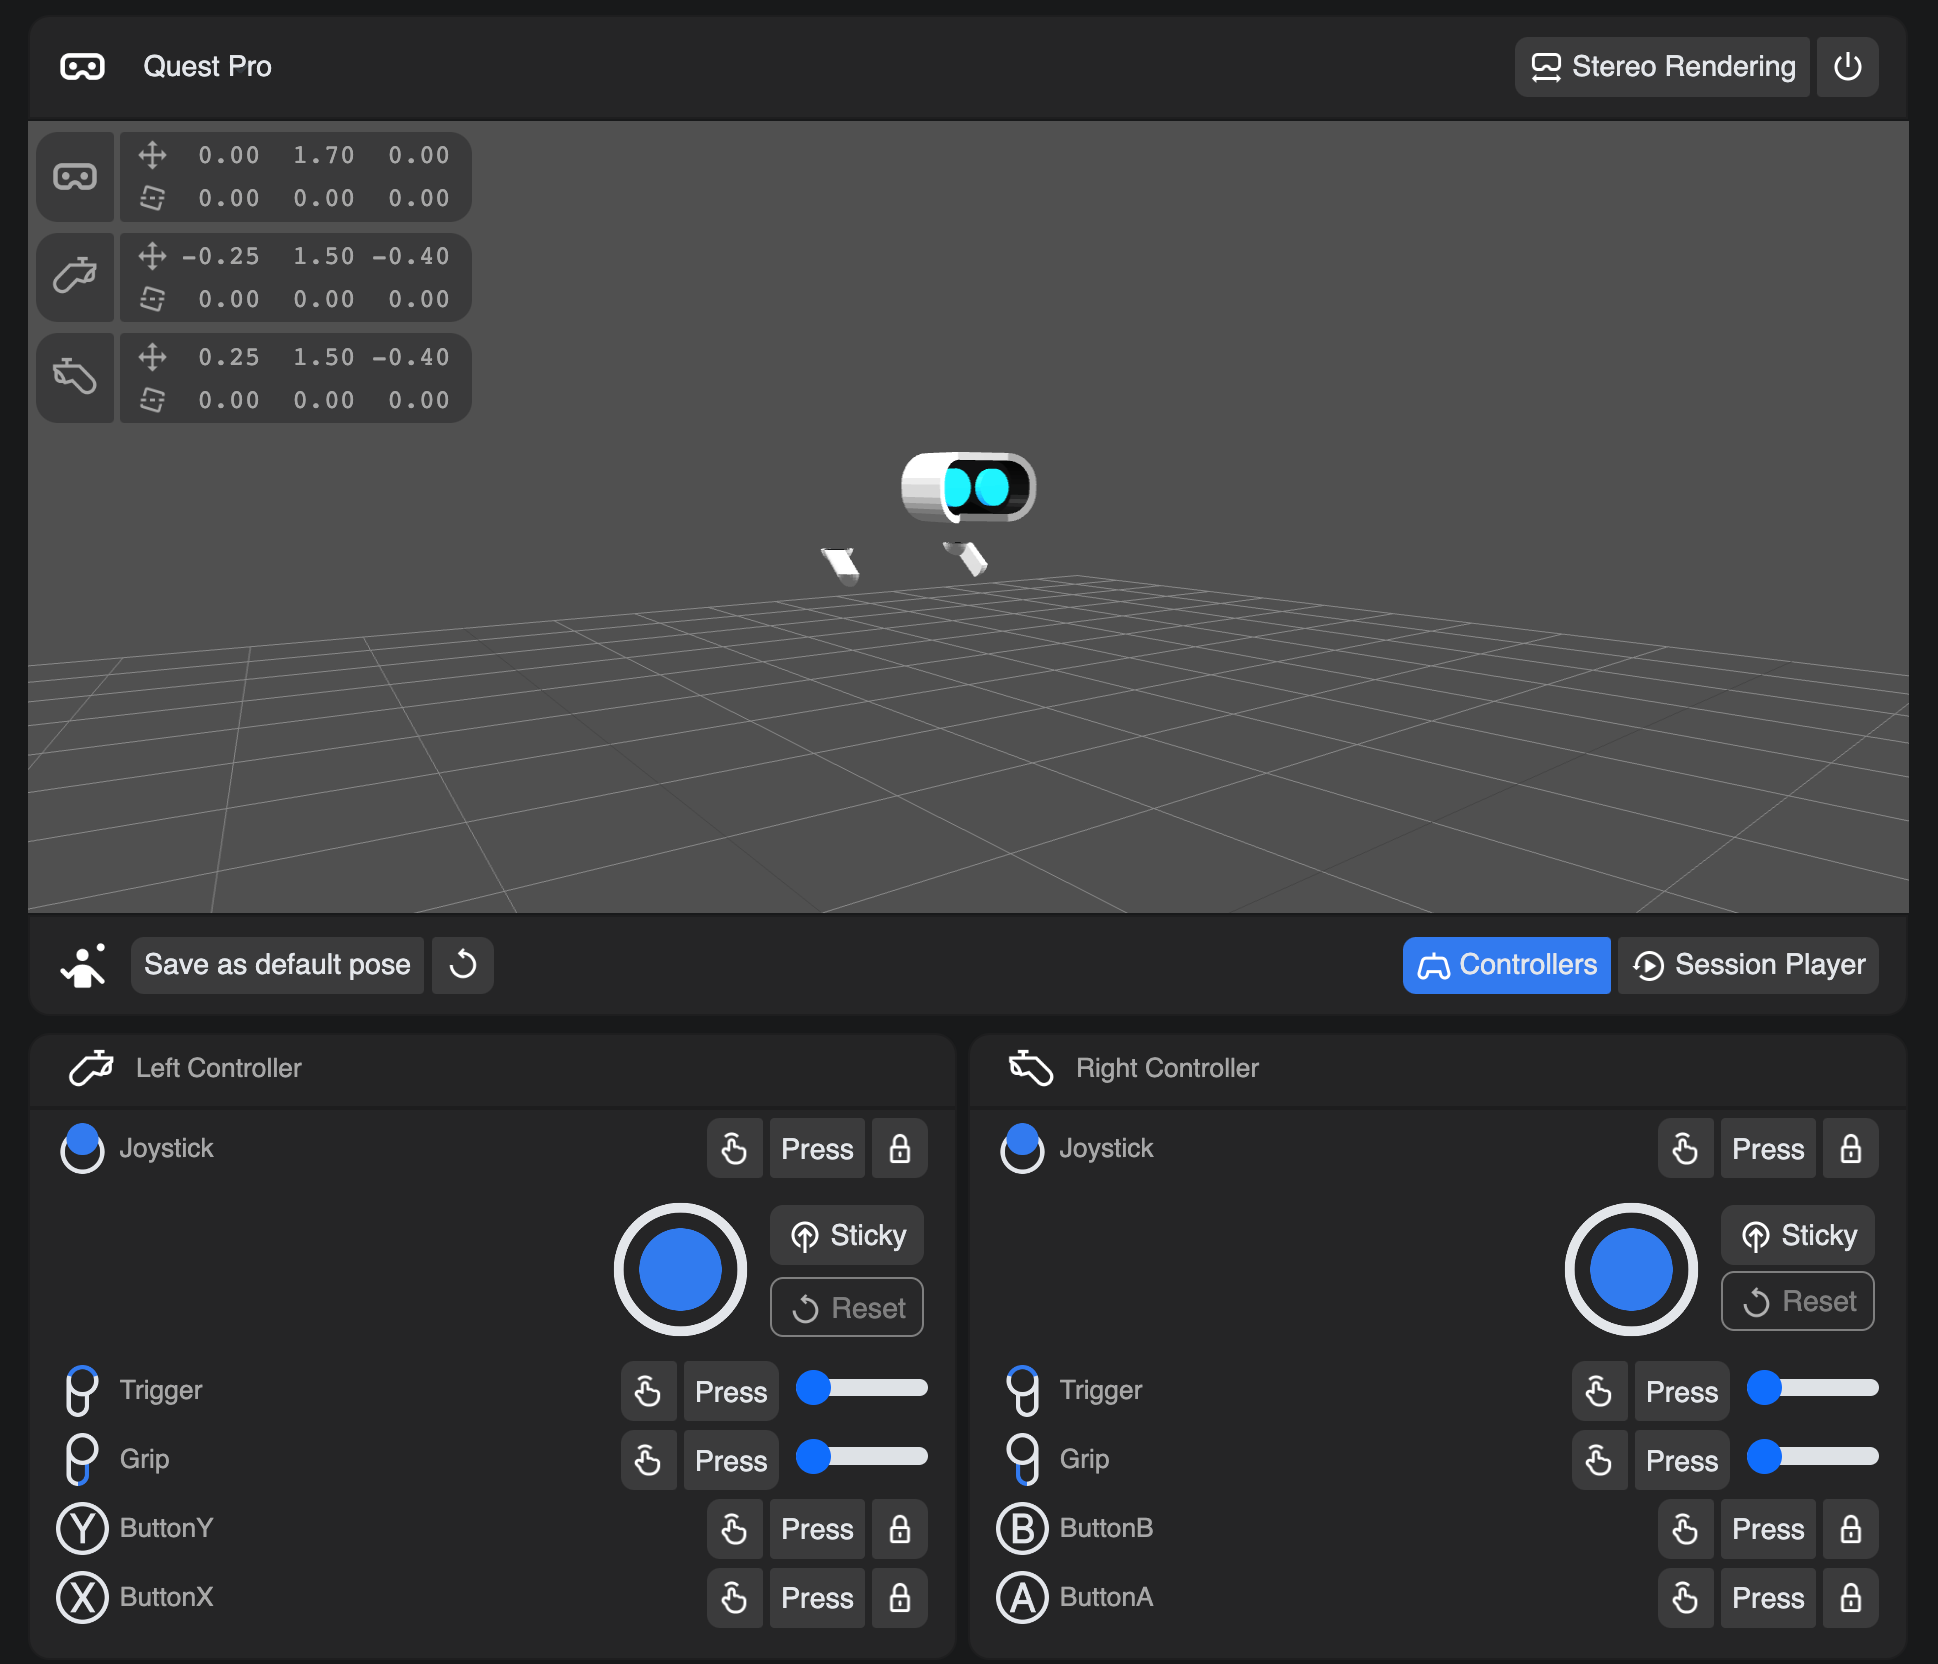 Quest Pro
Stereo Rendering
0.00 1.70 0.00
0.00 0.00 0.00
-0.25 1.50 -0.40
0.00 0.00 0.00
0.25 1.50 -0.40
0.00 0.00 0.00
Save as default pose
Controllers
Session Player
Left Controller
Joystick
Press
Sticky
Reset
Trigger
Press
Grip
Press
Y ButtonY
Press
X ButtonX
Press
Right Controller
Joystick
Press
Sticky
Reset
Trigger
Press
Grip
Press
B ButtonB
Press
A ButtonA
Press